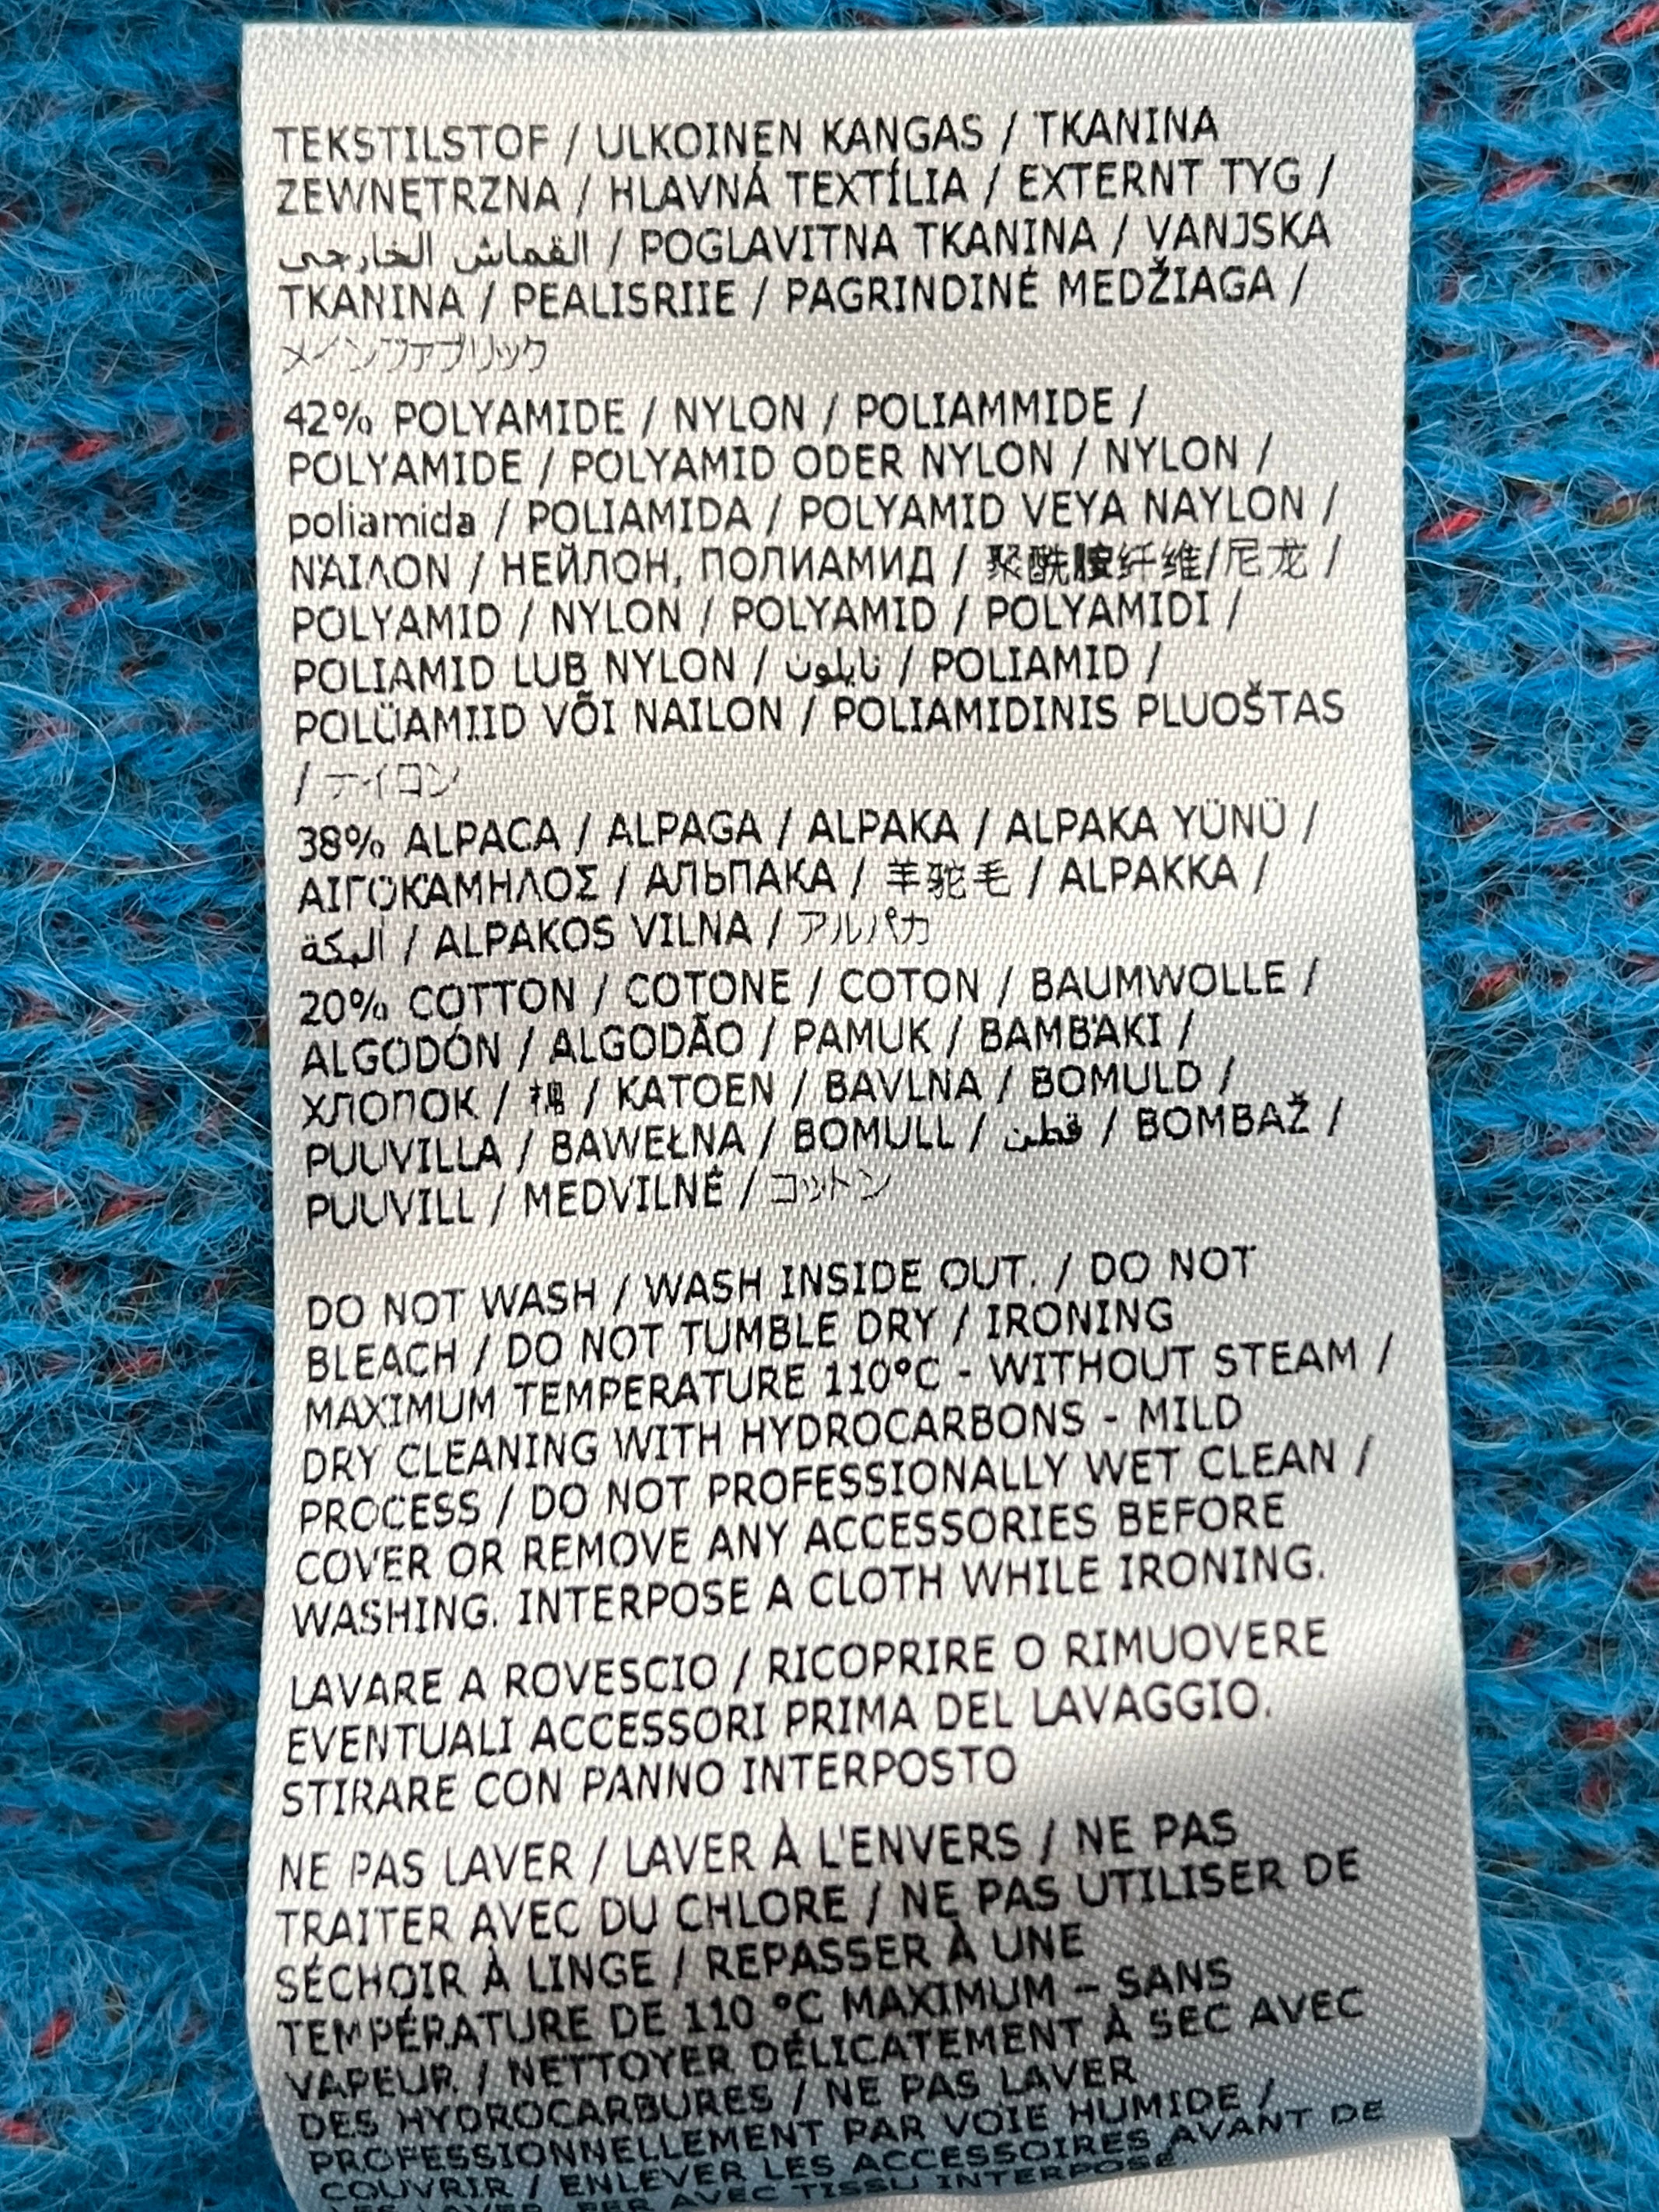 TEKSTILSTOF / ULKOINEN KANGAS / TKANINA
ZEWNĘTRZNA / HLAVNÁ TEXTÍLIA / EXTERNT TYG /
القماش الخارجى / POGLAVITNA TKANINA / VANJSKA
TKANINA / PEALISRIIE / PAGRINDINĖ MEDŽIAGA /
メインファブリック
42% POLYAMIDE / NYLON / POLIAMMIDE /
POLYAMIDE / POLYAMID ODER NYLON / NYLON /
poliamida / POLIAMIDA / POLYAMID VEYA NAYLON /
ΝΆΙΛΟΝ / НЕЙЛОН, ПОЛИАМИД / 聚酰胺纤维/尼龙 /
POLYAMID / NYLON / POLYAMID / POLYAMIDI /
POLIAMID LUB NYLON / نايلون / POLIAMID /
POLÜAMIID VÕI NAILON / POLIAMIDINIS PLUOŠTAS
/ ナイロン
38% ALPACA / ALPAGA / ALPAKA / ALPAKA YÜNÜ /
ΑΙΓΟΚΆΜΗΛΟΣ / АЛЬПАКА / 羊驼毛 / ALPAKKA /
ألبكة / ALPAKOS VILNA / アルパカ
20% COTTON / COTONE / COTON / BAUMWOLLE /
ALGODÓN / ALGODÃO / PAMUK / ΒΑΜΒΆΚΙ /
ХЛОПОК / 棉 / KATOEN / BAVLNA / BOMULD /
PUUVILLA / BAWEŁNA / BOMULL / قطن / BOMBAŽ /
PUUVILL / MEDVILNĖ / コットン
DO NOT WASH / WASH INSIDE OUT. / DO NOT
BLEACH / DO NOT TUMBLE DRY / IRONING
MAXIMUM TEMPERATURE 110°C - WITHOUT STEAM /
DRY CLEANING WITH HYDROCARBONS - MILD
PROCESS / DO NOT PROFESSIONALLY WET CLEAN /
COVER OR REMOVE ANY ACCESSORIES BEFORE
WASHING. INTERPOSE A CLOTH WHILE IRONING.
LAVARE A ROVESCIO / RICOPRIRE O RIMUOVERE
EVENTUALI ACCESSORI PRIMA DEL LAVAGGIO.
STIRARE CON PANNO INTERPOSTO
NE PAS LAVER / LAVER À L'ENVERS / NE PAS
TRAITER AVEC DU CHLORE / NE PAS UTILISER DE
SÉCHOIR À LINGE / REPASSER À UNE
TEMPÉRATURE DE 110 °C MAXIMUM – SANS
VAPEUR / NETTOYER DÉLICATEMENT À SEC AVEC
DES HYDROCARBURES / NE PAS LAVER
PROFESSIONNELLEMENT PAR VOIE HUMIDE /
COUVRIR / ENLEVER LES ACCESSOIRES AVANT DE
AVEC TISSU INTERPOSÉ